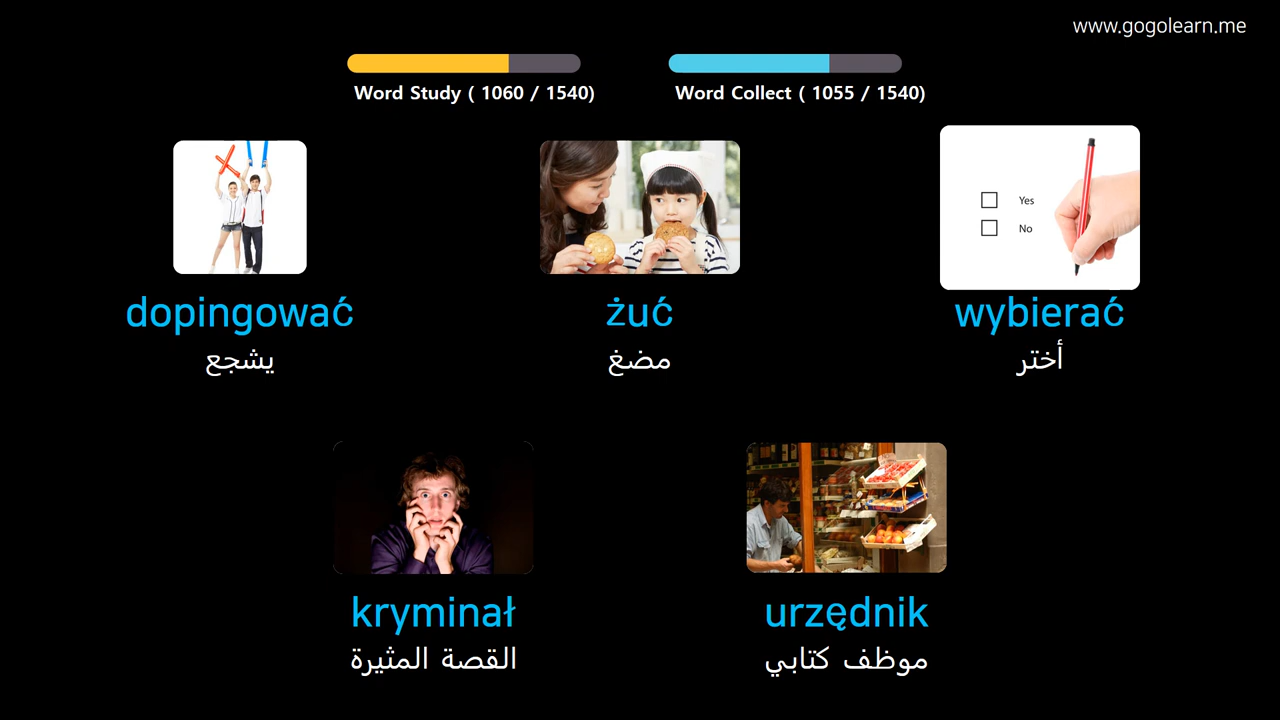 www.gogolearn.me
Word Study ( 1060 / 1540)
Word Collect ( 1055 / 1540)
Yes
No
dopingować
żuć
wybierać
يشجع
مضغ
أختر
kryminał
urzędnik
القصة المثيرة
موظف كتابي